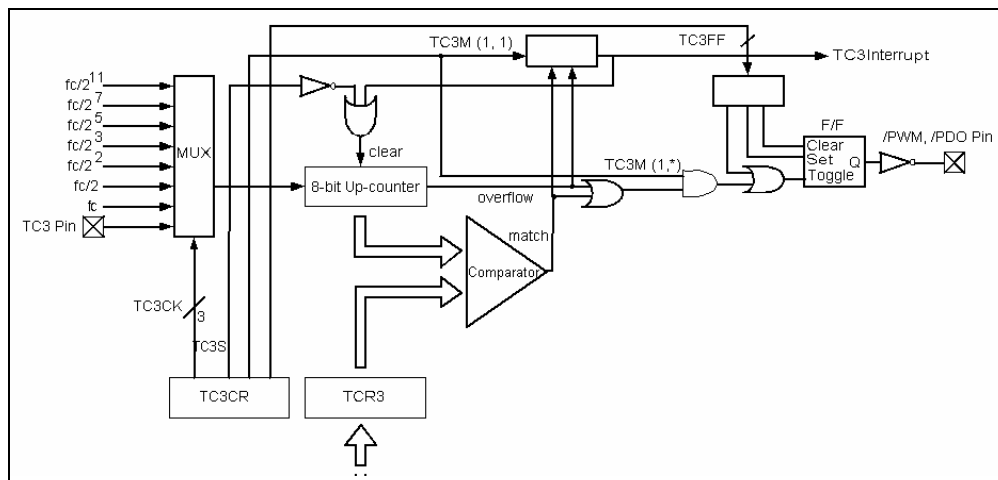 TC3M (1, 1)
TC3FF
TC3Interrupt
fc/2 11
fc/2 7
fc/2 5
fc/2 3
fc/2 2
fc/2
fc
TC3 Pin
MUX
clear
8-bit Up-counter
overflow
TC3M (1,*)
F/F
Clear
Set
Q
Toggle
/PWM, /PDO Pin
match
Comparator
TC3CK
3
TC3S
TC3CR
TCR3